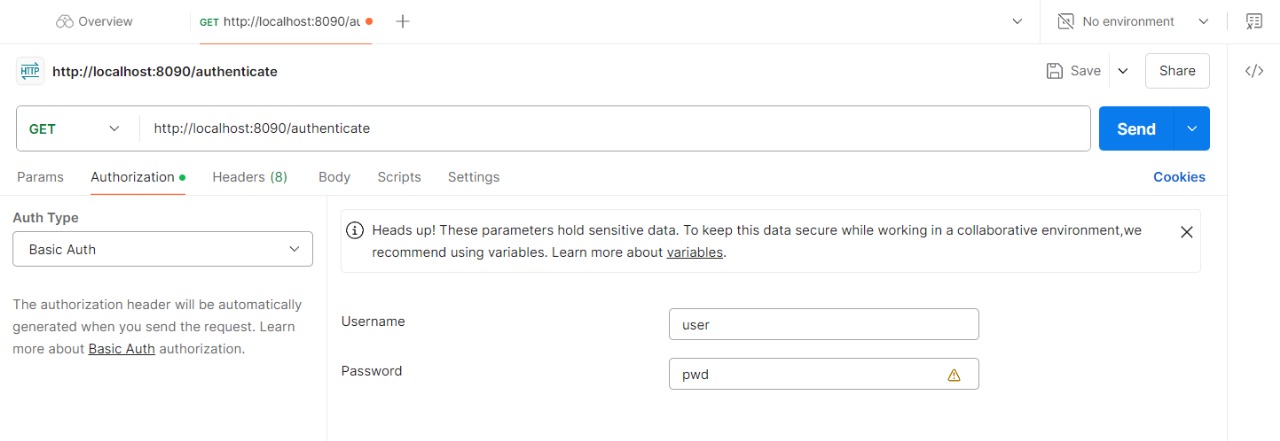 Overview
GET http://localhost:8090/au
No environment
HTTP http://localhost:8090/authenticate
Save
Share
GET http://localhost:8090/authenticate
Send
Params Authorization Headers (8) Body Scripts Settings
Cookies
Auth Type
Basic Auth
The authorization header will be automatically
generated when you send the request. Learn
more about Basic Auth authorization.
Heads up! These parameters hold sensitive data. To keep this data secure while working in a collaborative environment,we
recommend using variables. Learn more about variables.
Username
user
Password
pwd